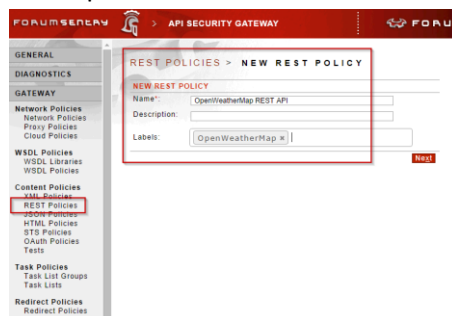 FORUMSENTRY
> API SECURITY GATEWAY
FORU
GENERAL
DIAGNOSTICS
GATEWAY
Network Policies
Network Policies
Proxy Policies
Cloud Policies
WSDL Policies
WSDL Libraries
WSDL Policies
Content Policies
XML Policies
REST Policies
JSON Policies
HTML Policies
STS Policies
OAuth Policies
Tests
Task Policies
Task List Groups
Task Lists
Redirect Policies
Redirect Policies
REST POLICIES > NEW REST POLICY
NEW REST POLICY
Name*: OpenWeatherMap REST API
Description:
Labels: OpenWeatherMap ×
Next